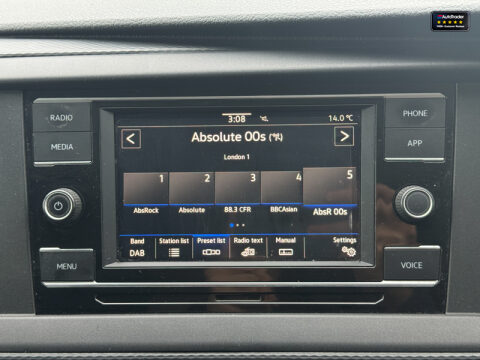 AutoTrader
RADIO
MEDIA
MENU
PHONE
APP
VOICE
3:08
14.0 ℃
Absolute 00s
London 1
1 2 3 4 5
AbsRock Absolute 88.3 CFR BBCAsian AbsR 00s
Band Station list Preset list Radio text Manual Settings
DAB